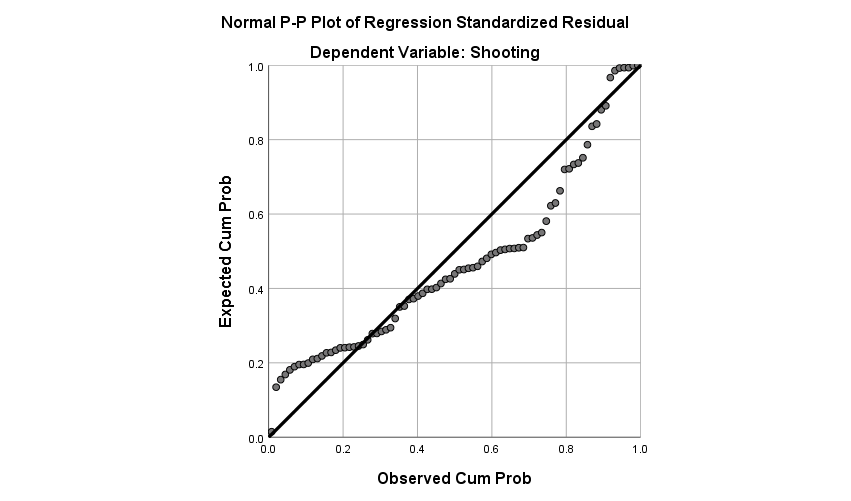 Normal P-P Plot of Regression Standardized Residual
Dependent Variable: Shooting
Expected Cum Prob
1.0
0.8
0.6
0.4
0.2
0.0
0.0 0.2 0.4 0.6 0.8 1.0
Observed Cum Prob